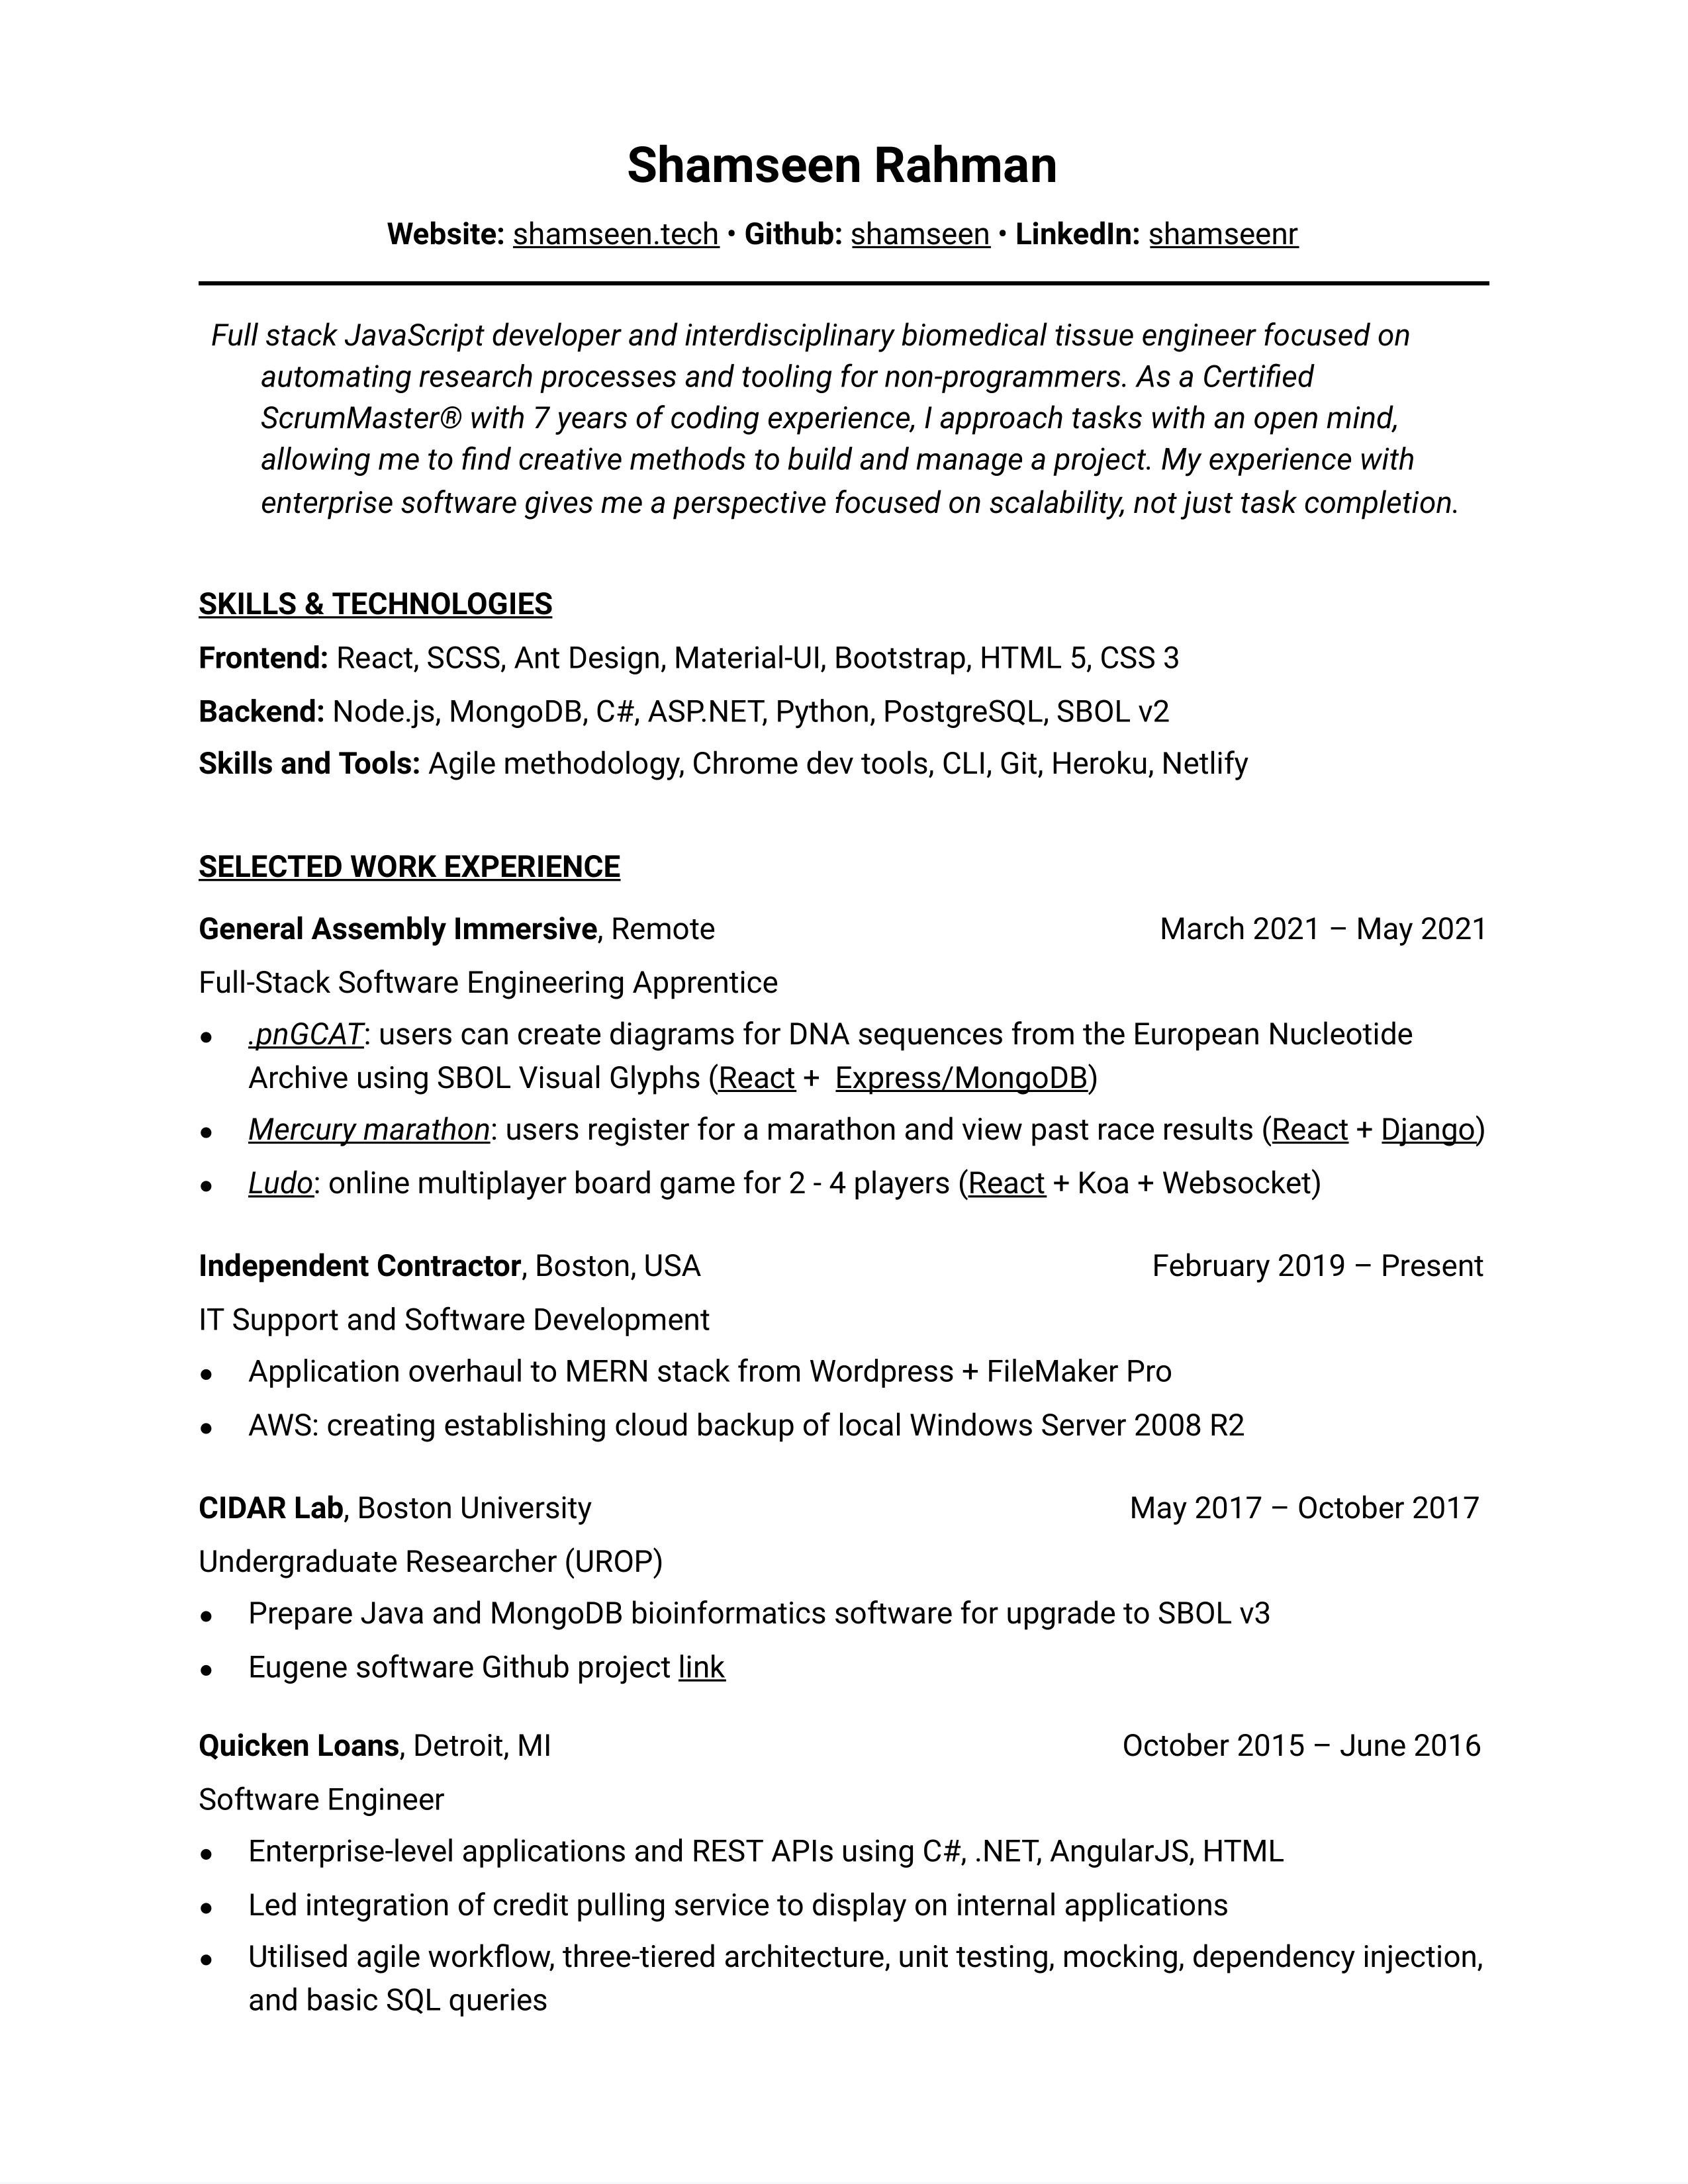 Shamseen Rahman
Website: shamseen.tech • Github: shamseen • LinkedIn: shamseenr
Full stack JavaScript developer and interdisciplinary biomedical tissue engineer focused on
automating research processes and tooling for non-programmers. As a Certified
ScrumMaster® with 7 years of coding experience, I approach tasks with an open mind,
allowing me to find creative methods to build and manage a project. My experience with
enterprise software gives me a perspective focused on scalability, not just task completion.
SKILLS & TECHNOLOGIES
Frontend: React, SCSS, Ant Design, Material-UI, Bootstrap, HTML 5, CSS 3
Backend: Node.js, MongoDB, C#, ASP.NET, Python, PostgreSQL, SBOL v2
Skills and Tools: Agile methodology, Chrome dev tools, CLI, Git, Heroku, Netlify
SELECTED WORK EXPERIENCE
General Assembly Immersive, Remote March 2021 – May 2021
Full-Stack Software Engineering Apprentice
● .pnGCAT: users can create diagrams for DNA sequences from the European Nucleotide
Archive using SBOL Visual Glyphs (React + Express/MongoDB)
● Mercury marathon: users register for a marathon and view past race results (React + Django)
● Ludo: online multiplayer board game for 2 - 4 players (React + Koa + Websocket)
Independent Contractor, Boston, USA February 2019 – Present
IT Support and Software Development
● Application overhaul to MERN stack from Wordpress + FileMaker Pro
● AWS: creating establishing cloud backup of local Windows Server 2008 R2
CIDAR Lab, Boston University May 2017 – October 2017
Undergraduate Researcher (UROP)
● Prepare Java and MongoDB bioinformatics software for upgrade to SBOL v3
● Eugene software Github project link
Quicken Loans, Detroit, MI October 2015 – June 2016
Software Engineer
● Enterprise-level applications and REST APIs using C#, .NET, AngularJS, HTML
● Led integration of credit pulling service to display on internal applications
● Utilised agile workflow, three-tiered architecture, unit testing, mocking, dependency injection,
and basic SQL queries